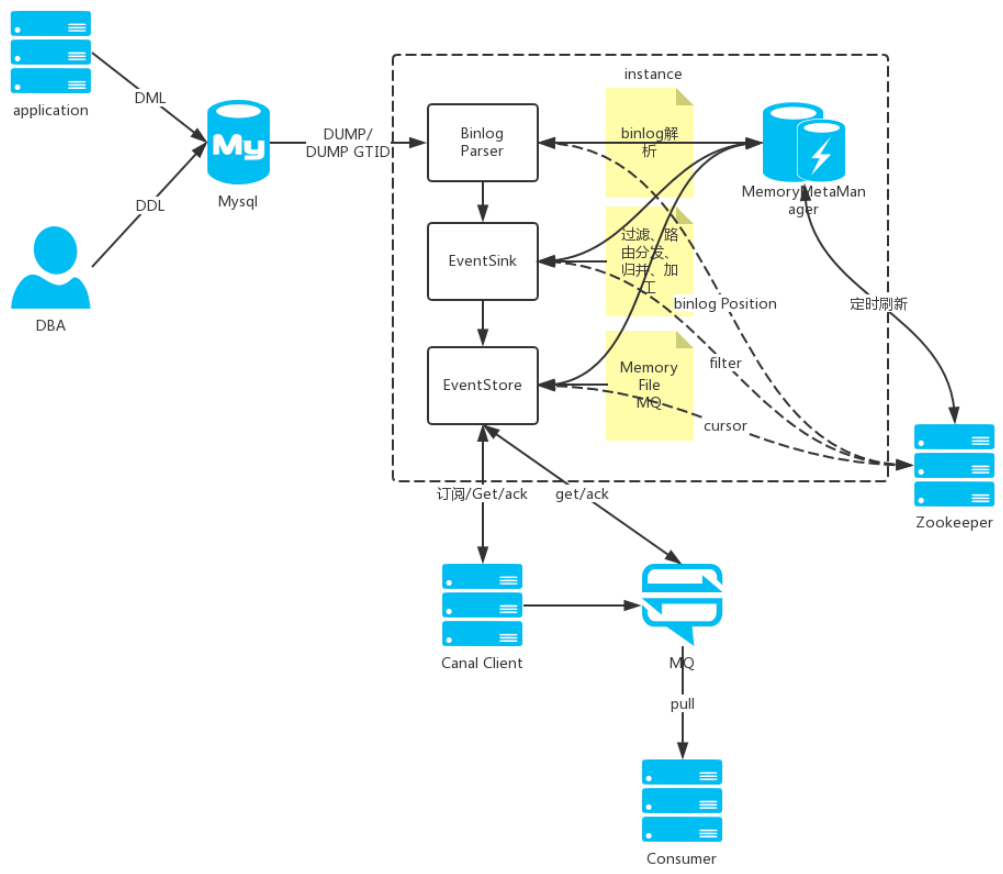 instance
application
DML
Binlog
Parser
binlog解
析
DUMP/
DUMP GTID
My
Mysql
MemoryMetaMan
ager
DDL
EventSink
过滤、路
由分发、
归并、加
工
binlog Position
定时刷新
DBA
filter
EventStore
Memory
File
MQ
cursor
订阅/Get/ack
get/ack
Zookeeper
Canal Client
MQ
pull
Consumer